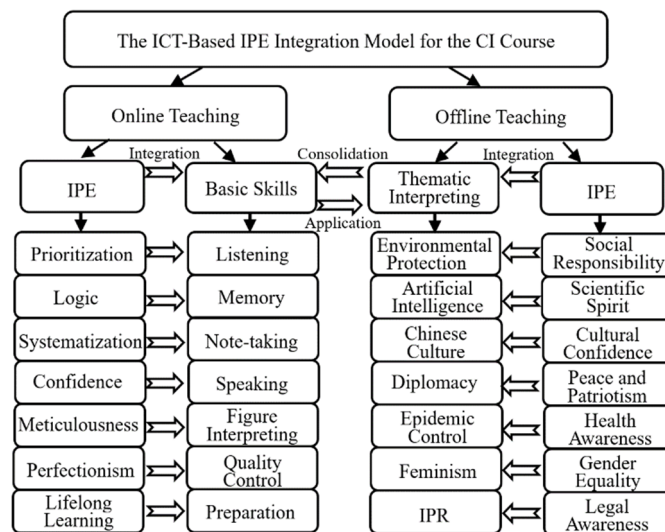 The ICT-Based IPE Integration Model for the CI Course
Online Teaching
Offline Teaching
Integration
Consolidation
Integration
IPE
Basic Skills
Thematic
Interpreting
IPE
Application
Prioritization
Listening
Environmental
Protection
Social
Responsibility
Logic
Memory
Artificial
Intelligence
Scientific
Spirit
Systematization
Note-taking
Chinese
Culture
Cultural
Confidence
Confidence
Speaking
Diplomacy
Peace and
Patriotism
Meticulousness
Figure
Interpreting
Epidemic
Control
Health
Awareness
Perfectionism
Quality
Control
Feminism
Gender
Equality
Lifelong
Learning
Preparation
IPR
Legal
Awareness